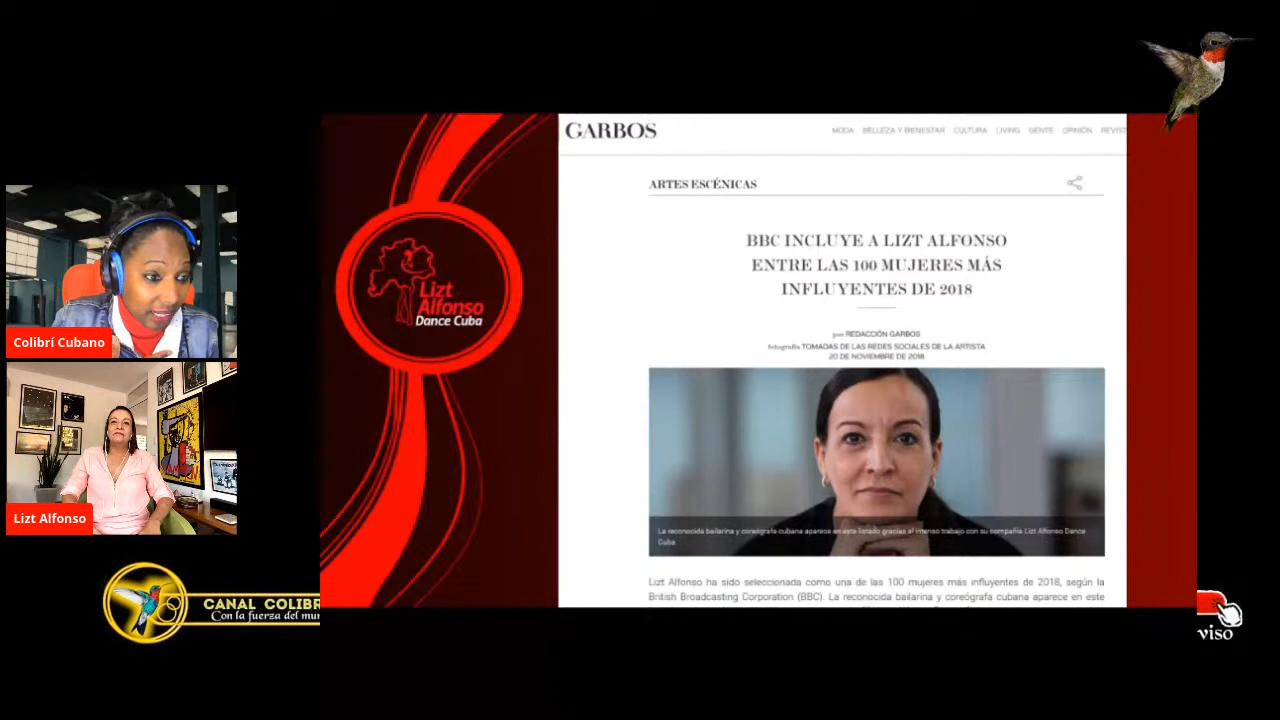 GARBOS
MODA BELLEZA Y BIENESTAR CULTURA LIVING GENTE OPINIÓN REVIST
ARTES ESCÉNICAS
BBC INCLUYE A LIZT ALFONSO
ENTRE LAS 100 MUJERES MÁS
INFLUYENTES DE 2018
por REDACCIÓN GARBOS
fotografía TOMADAS DE LAS REDES SOCIALES DE LA ARTISTA
20 DE NOVIEMBRE DE 2018
La reconocida bailarina y coreógrafa cubana aparece en este listado gracias al intenso trabajo con su compañía Lizt Alfonso Dance
Cuba
Lizt Alfonso ha sido seleccionada como una de las 100 mujeres más influyentes de 2018, según la
British Broadcasting Corporation (BBC). La reconocida bailarina y coreógrafa cubana aparece en este
Lizt
Alfonso
Dance Cuba
Colibrí Cubano
Lizt Alfonso
CANAL COLIBR
Con la fuerza del mun
viso